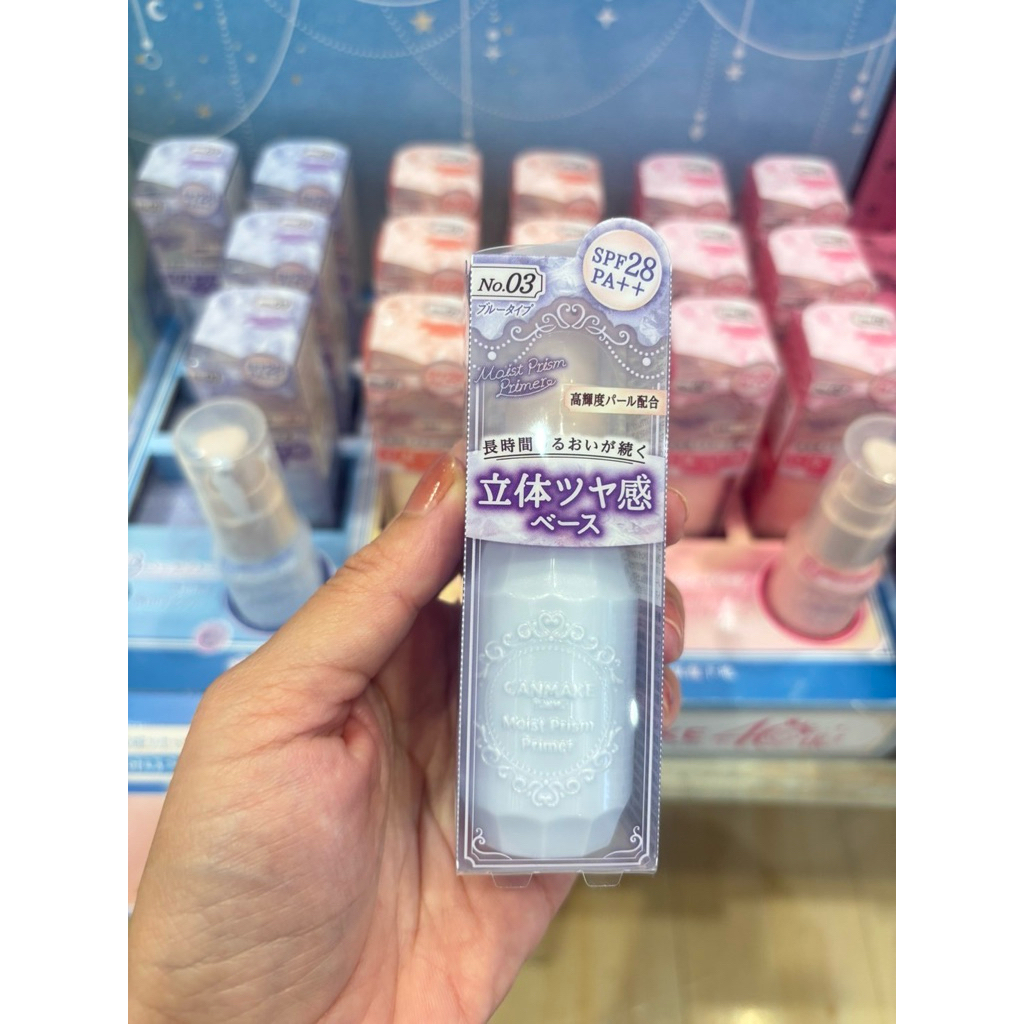 No.03
ブルータイプ
SPF28
PA++
Moist Prism
Primer
高輝度パール配合
長時間 るおいが続く
立体ツヤ感
ベース
CANMAKE
Moist Prism
Primer